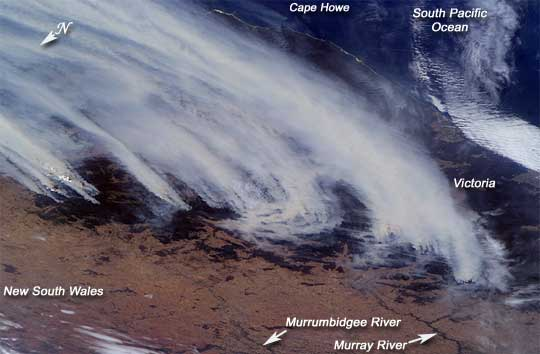 Cape Howe
South Pacific
Ocean
N
Victoria
New South Wales
Murrumbidgee River
Murray River